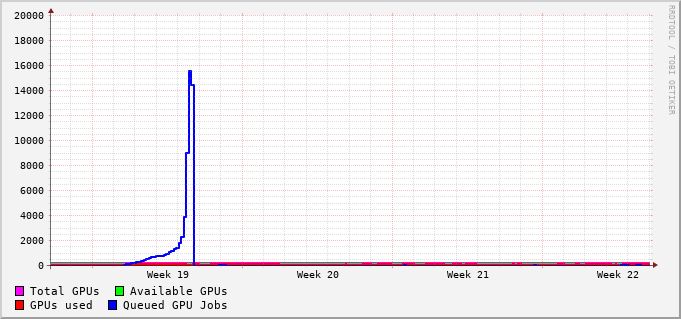 20000
18000
16000
14000
12000
10000
8000
6000
4000
2000
0
Week 19 Week 20 Week 21 Week 22
Total GPUs Available GPUs
GPUs used Queued GPU Jobs
RRDTOOL / TOBI OETIKER